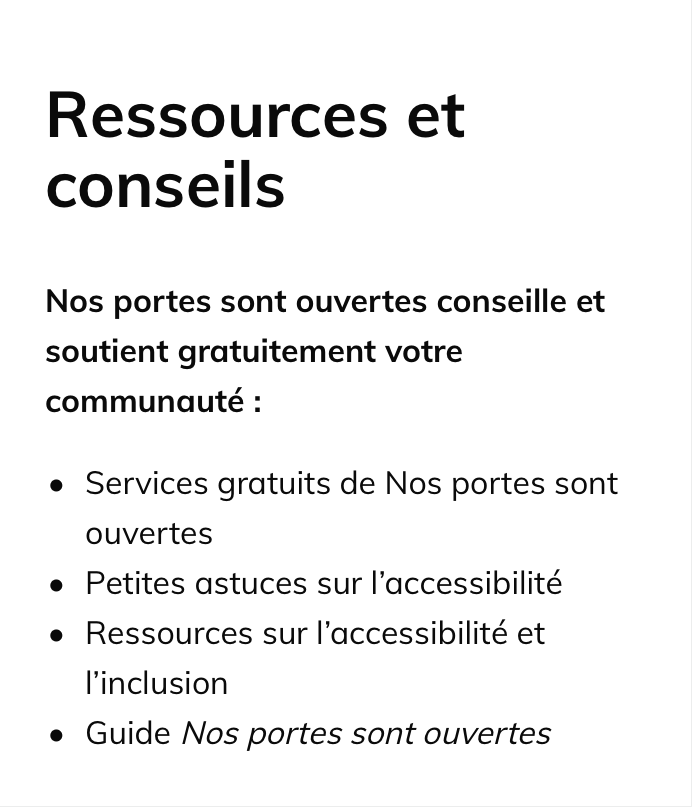 Ressources et
conseils
Nos portes sont ouvertes conseille et
soutient gratuitement votre
communauté :
• Services gratuits de Nos portes sont
ouvertes
• Petites astuces sur l’accessibilité
• Ressources sur l’accessibilité et
l’inclusion
• Guide Nos portes sont ouvertes